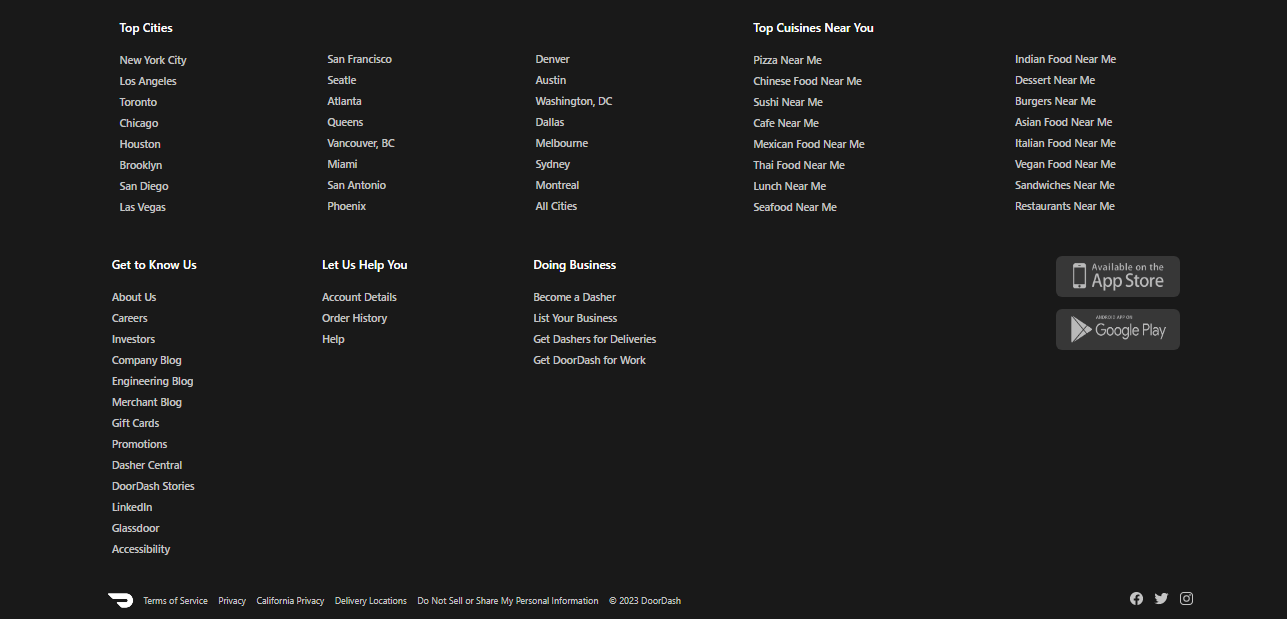 Top Cities
New York City
Los Angeles
Toronto
Chicago
Houston
Brooklyn
San Diego
Las Vegas
San Francisco
Seatle
Atlanta
Queens
Vancouver, BC
Miami
San Antonio
Phoenix
Denver
Austin
Washington, DC
Dallas
Melbourne
Sydney
Montreal
All Cities
Top Cuisines Near You
Pizza Near Me
Chinese Food Near Me
Sushi Near Me
Cafe Near Me
Mexican Food Near Me
Thai Food Near Me
Lunch Near Me
Seafood Near Me
Indian Food Near Me
Dessert Near Me
Burgers Near Me
Asian Food Near Me
Italian Food Near Me
Vegan Food Near Me
Sandwiches Near Me
Restaurants Near Me
Get to Know Us
About Us
Careers
Investors
Company Blog
Engineering Blog
Merchant Blog
Gift Cards
Promotions
Dasher Central
DoorDash Stories
LinkedIn
Glassdoor
Accessibility
Let Us Help You
Account Details
Order History
Help
Doing Business
Become a Dasher
List Your Business
Get Dashers for Deliveries
Get DoorDash for Work
Available on the
App Store
ANDROID APP ON
Google Play
Terms of Service Privacy California Privacy Delivery Locations Do Not Sell or Share My Personal Information © 2023 DoorDash